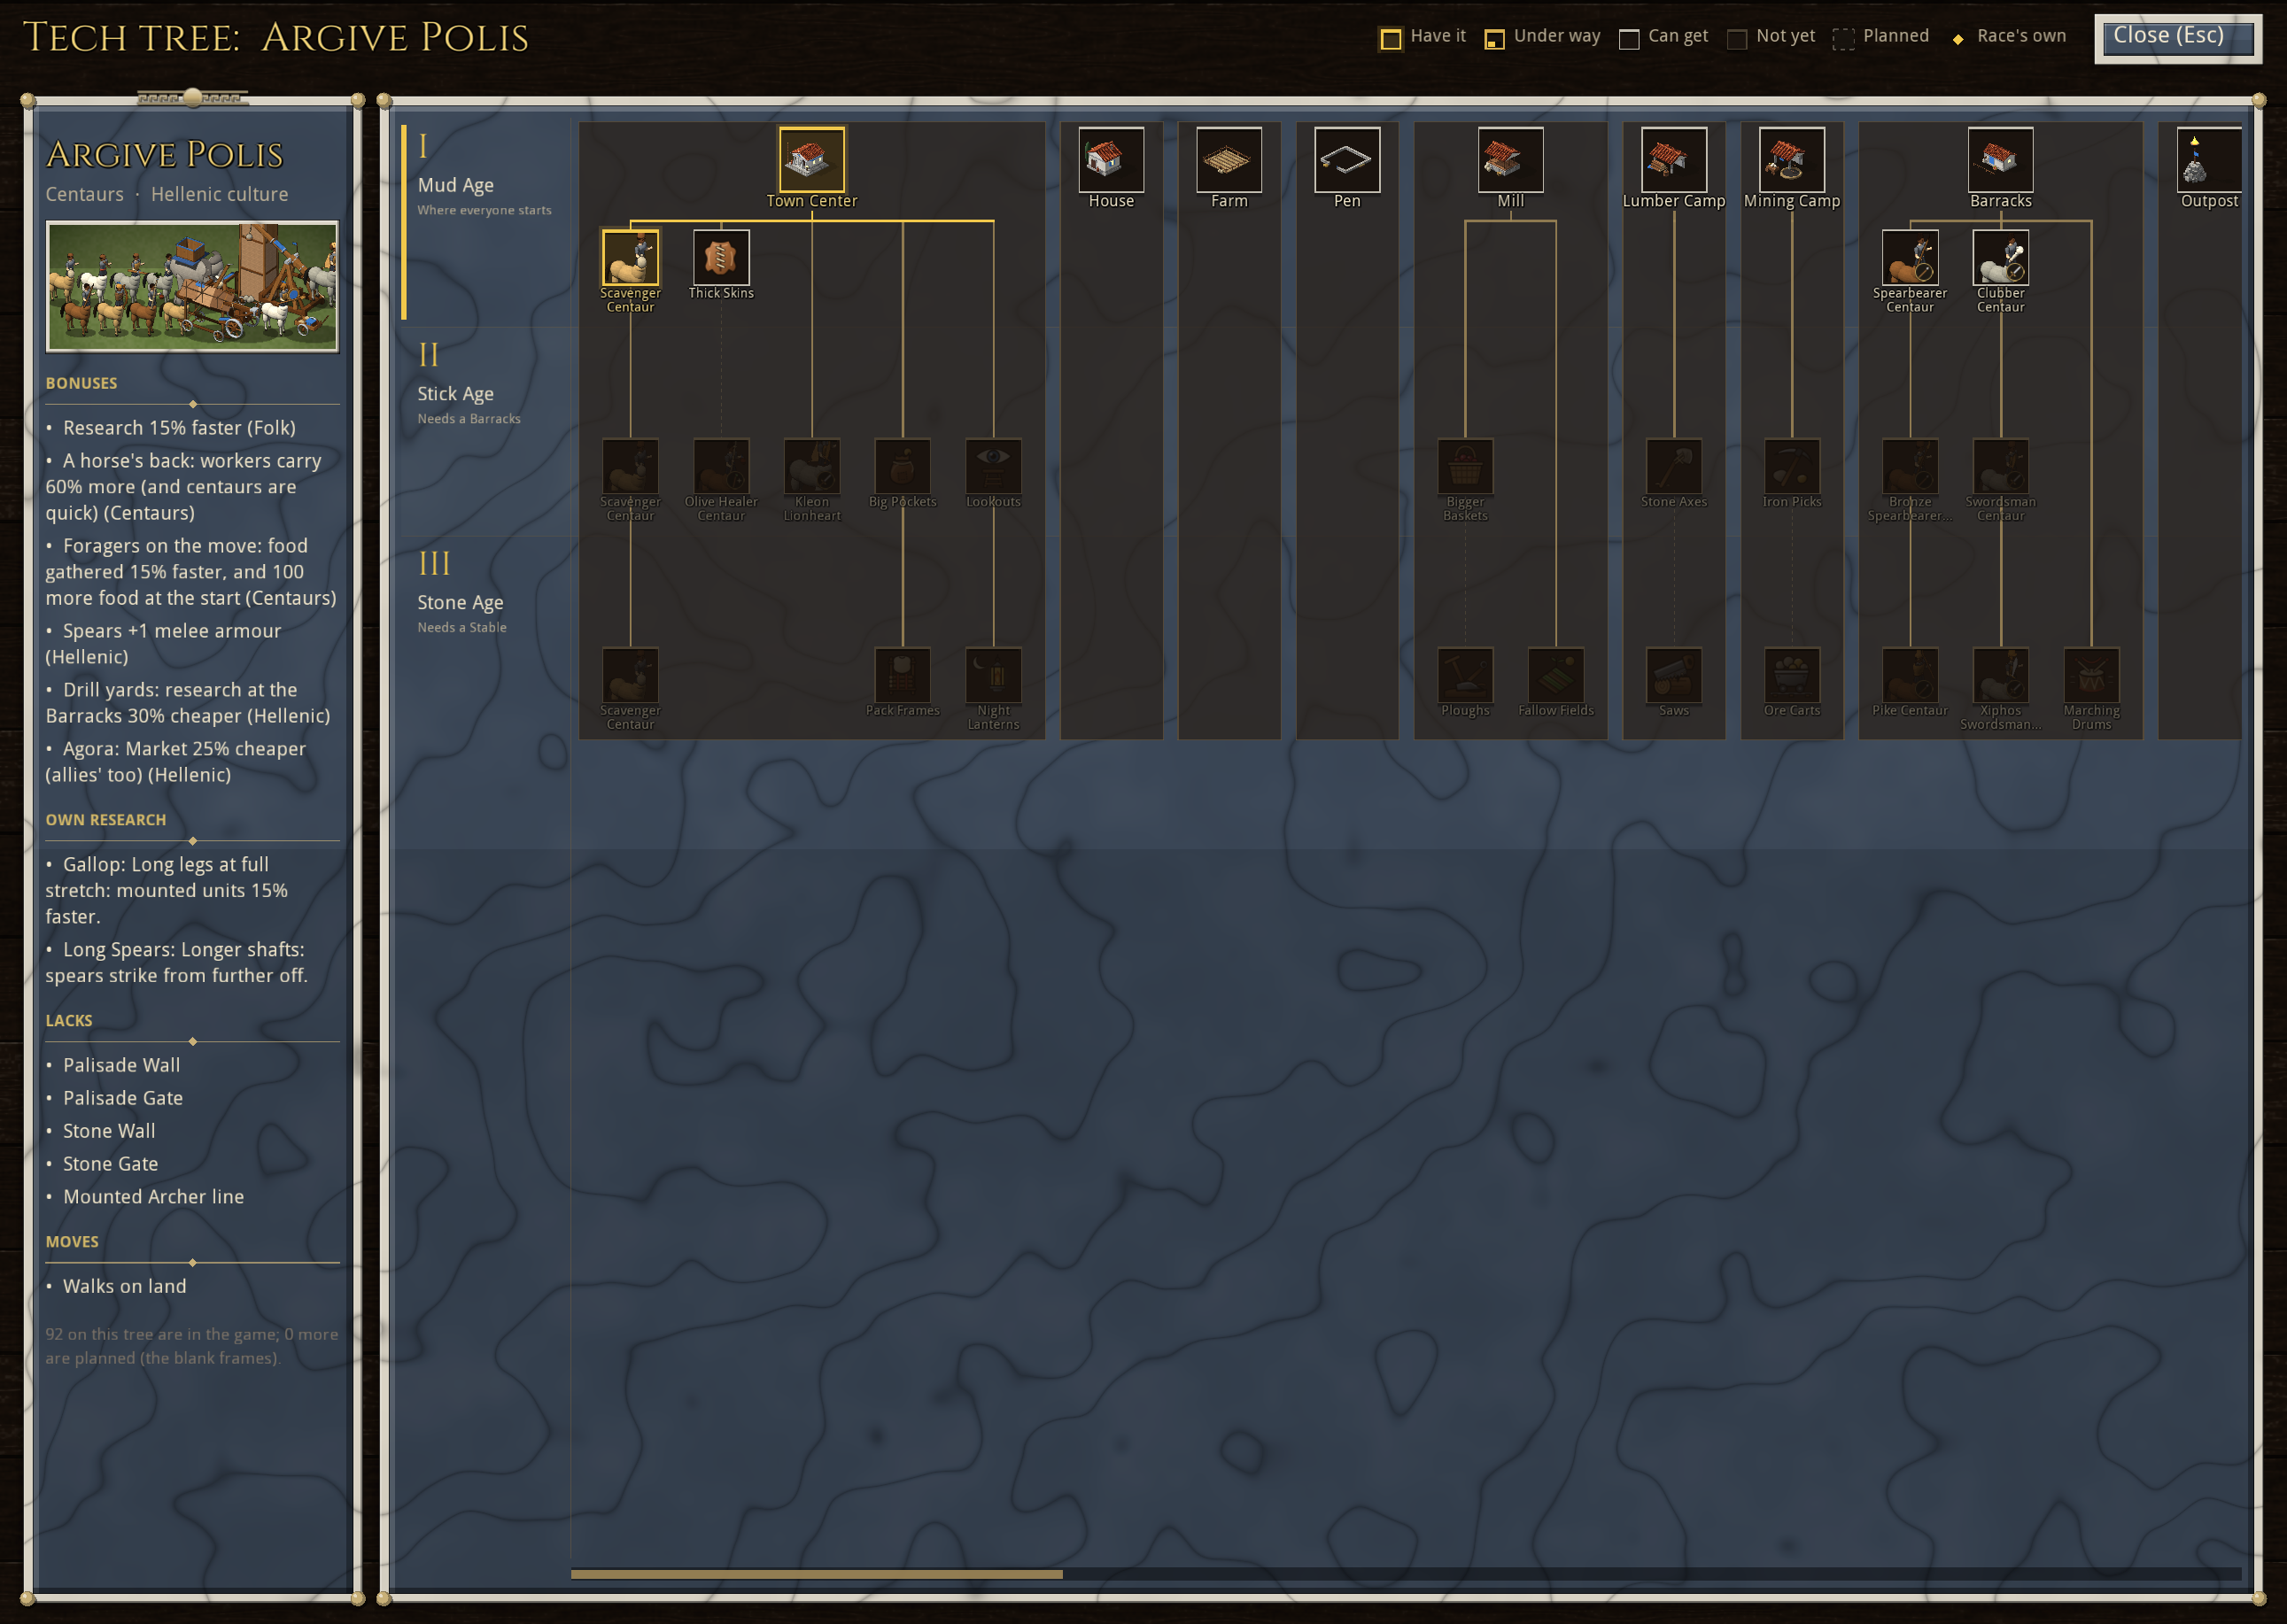 Tech tree: Argive Polis
Have it
Under way
Can get
Not yet
Planned
Race's own
Close (Esc)
Argive Polis
Centaurs · Hellenic culture
BONUSES
• Research 15% faster (Folk)
• A horse's back: workers carry
60% more (and centaurs are
quick) (Centaurs)
• Foragers on the move: food
gathered 15% faster, and 100
more food at the start (Centaurs)
• Spears +1 melee armour
(Hellenic)
• Drill yards: research at the
Barracks 30% cheaper (Hellenic)
• Agora: Market 25% cheaper
(allies' too) (Hellenic)
OWN RESEARCH
• Gallop: Long legs at full
stretch: mounted units 15%
faster.
• Long Spears: Longer shafts:
spears strike from further off.
LACKS
• Palisade Wall
• Palisade Gate
• Stone Wall
• Stone Gate
• Mounted Archer line
MOVES
• Walks on land
92 on this tree are in the game; 0 more
are planned (the blank frames).
I
Mud Age
Where everyone starts
Town Center
House
Farm
Pen
Mill
Lumber Camp
Mining Camp
Barracks
Outpost
Scavenger
Centaur
Thick Skins
Spearbearer
Centaur
Clubber
Centaur
II
Stick Age
Needs a Barracks
Scavenger
Centaur
Olive Healer
Centaur
Kleon
Lionheart
Big Pockets
Lookouts
Bigger
Baskets
Stone Axes
Iron Picks
Bronze
Spearbearer...
Swordsman
Centaur
III
Stone Age
Needs a Stable
Scavenger
Centaur
Pack Frames
Night
Lanterns
Ploughs
Fallow Fields
Saws
Ore Carts
Pike Centaur
Xiphos
Swordsman...
Marching
Drums